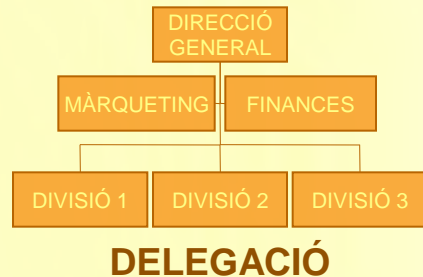 DIRECCIÓ
GENERAL
MÀRQUETING
FINANCES
DIVISIÓ 1
DIVISIÓ 2
DIVISIÓ 3
DELEGACIÓ